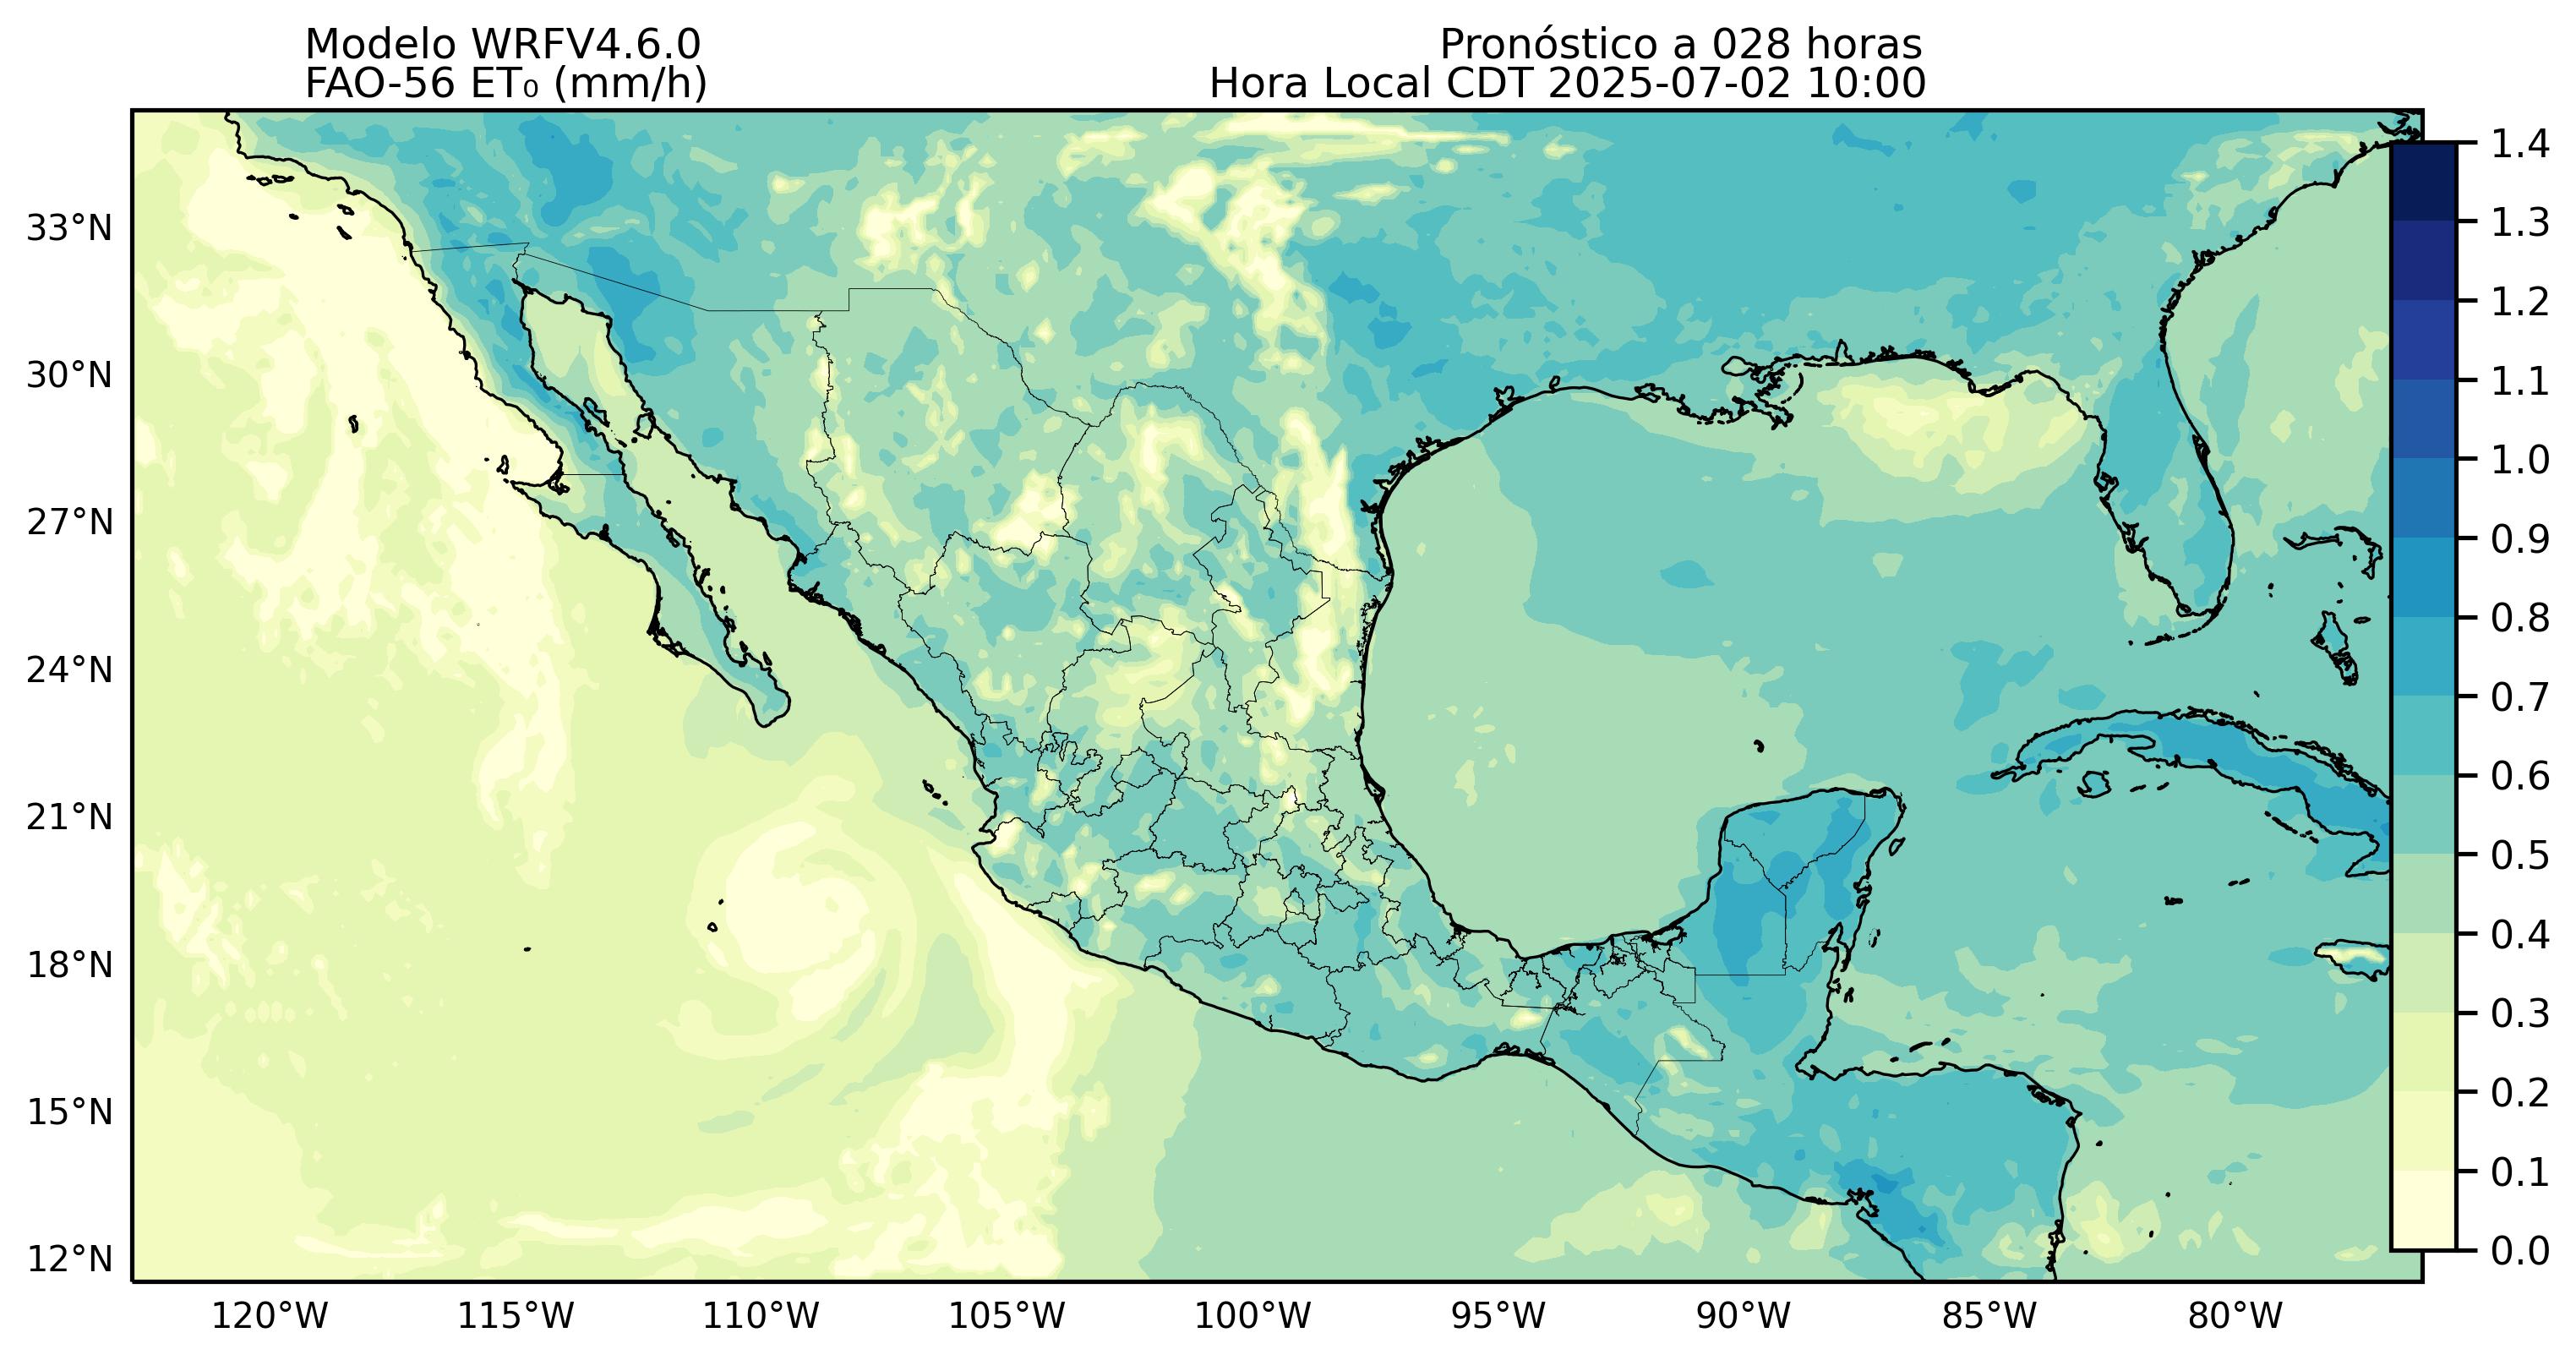 Modelo WRFV4.6.0
FAO-56 ET₀ (mm/h)
Pronóstico a 028 horas
Hora Local CDT 2025-07-02 10:00
33°N
30°N
27°N
24°N
21°N
18°N
15°N
12°N
120°W
115°W
110°W
105°W
100°W
95°W
90°W
85°W
80°W
1.4
1.3
1.2
1.1
1.0
0.9
0.8
0.7
0.6
0.5
0.4
0.3
0.2
0.1
0.0